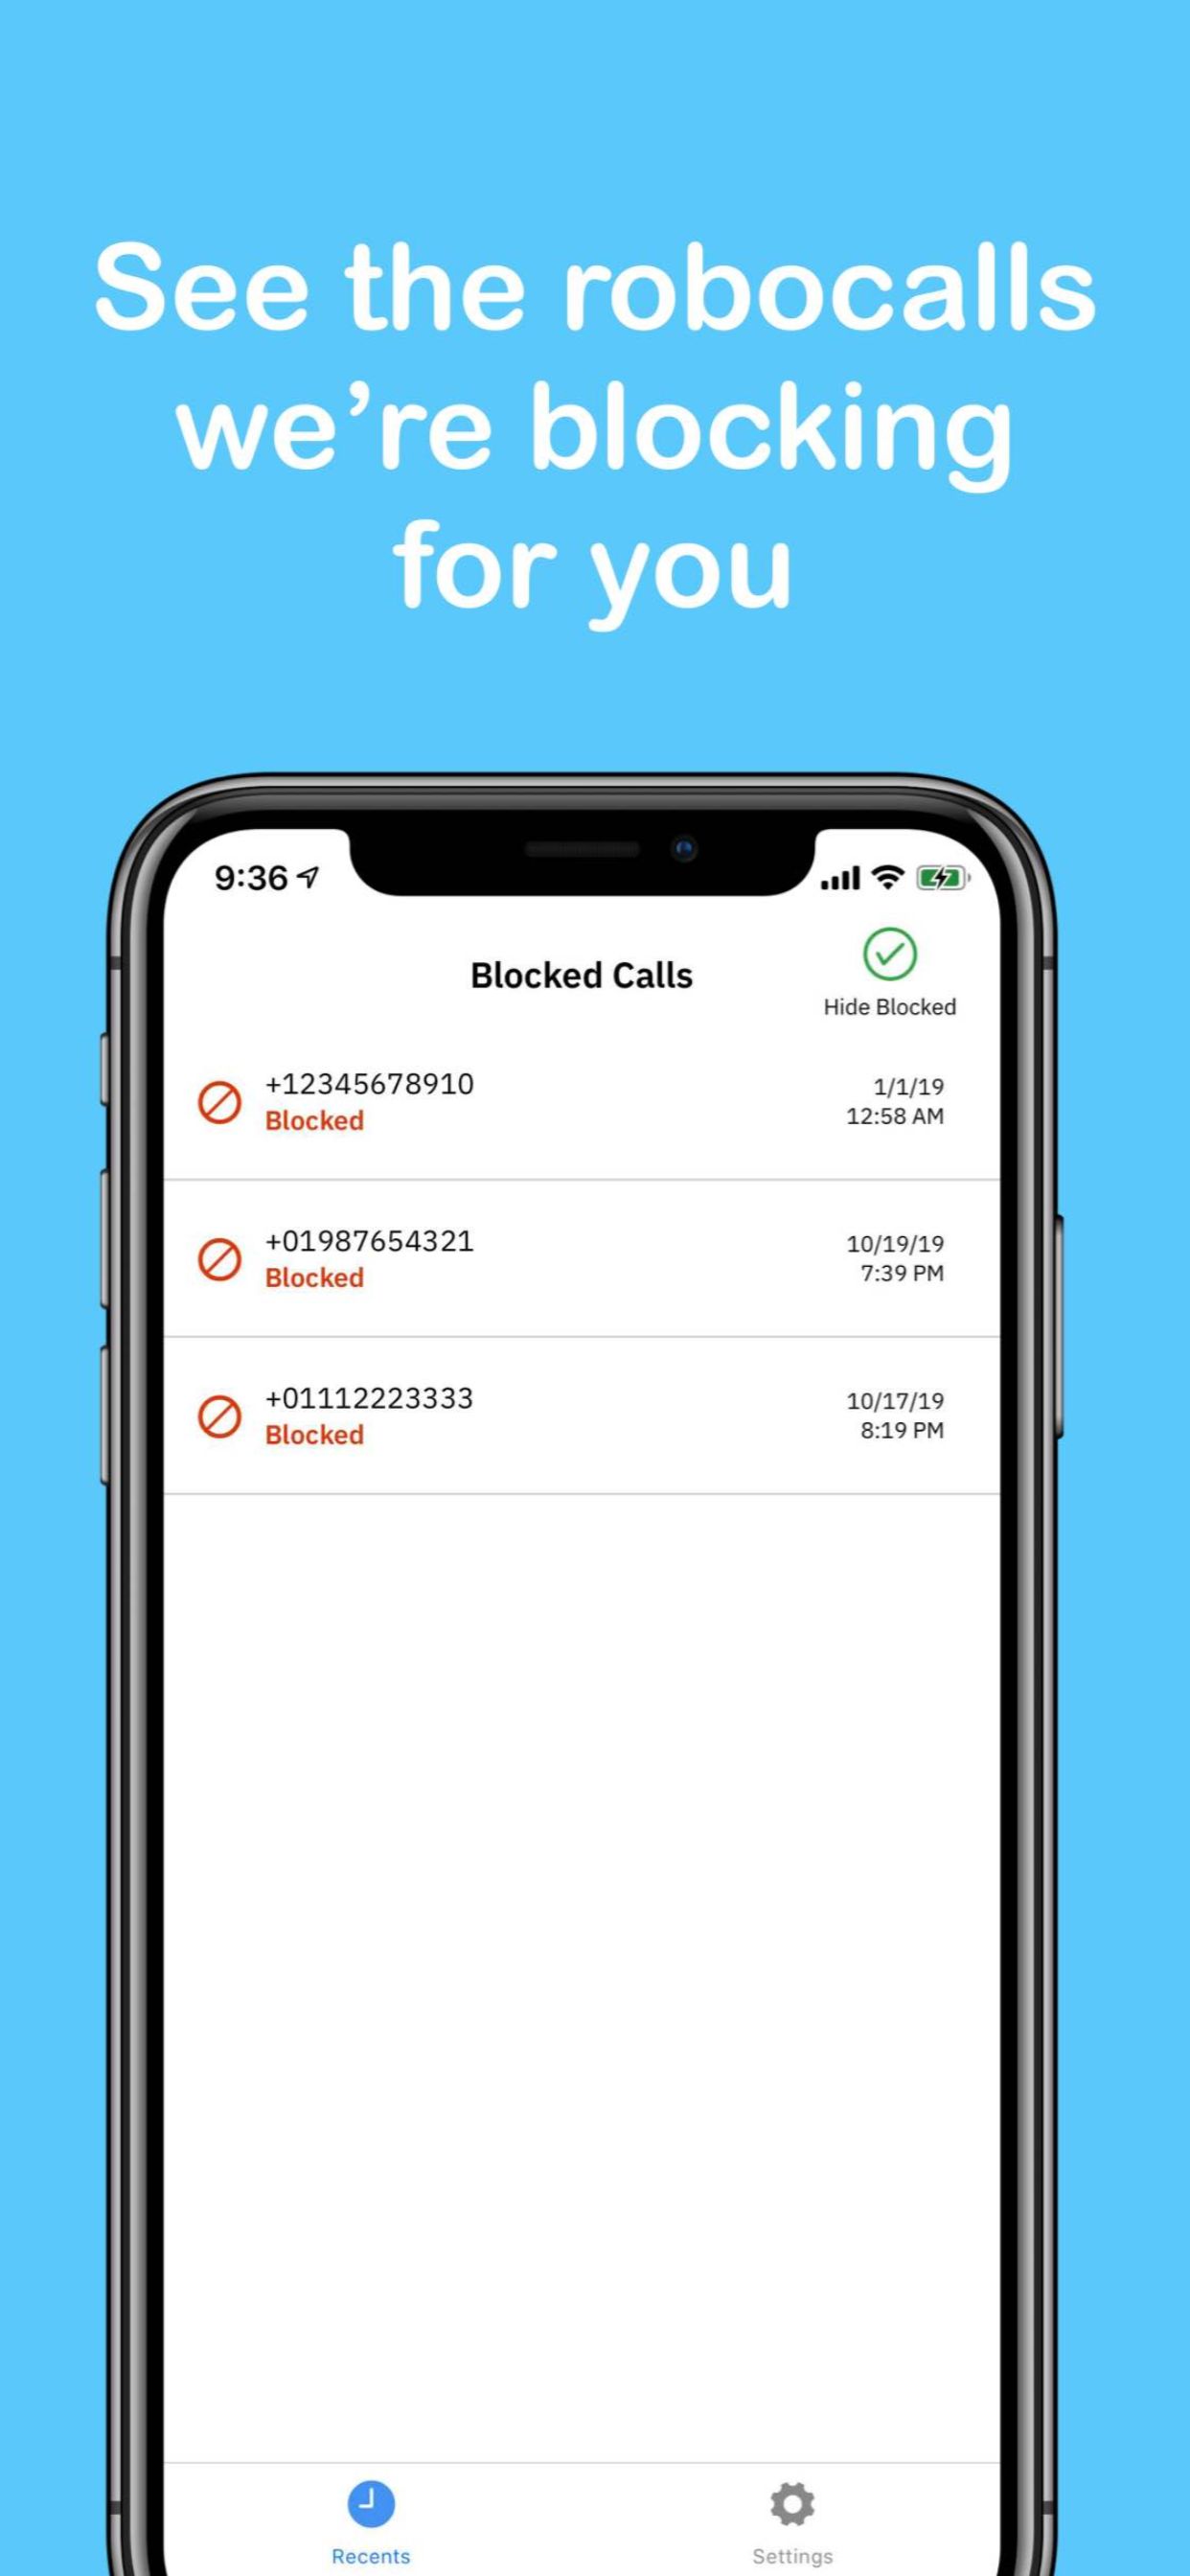 See the robocalls
we’re blocking
for you
9:36
Blocked Calls
Hide Blocked
+12345678910
Blocked
1/1/19
12:58 AM
+01987654321
Blocked
10/19/19
7:39 PM
+01112223333
Blocked
10/17/19
8:19 PM
Recents
Settings